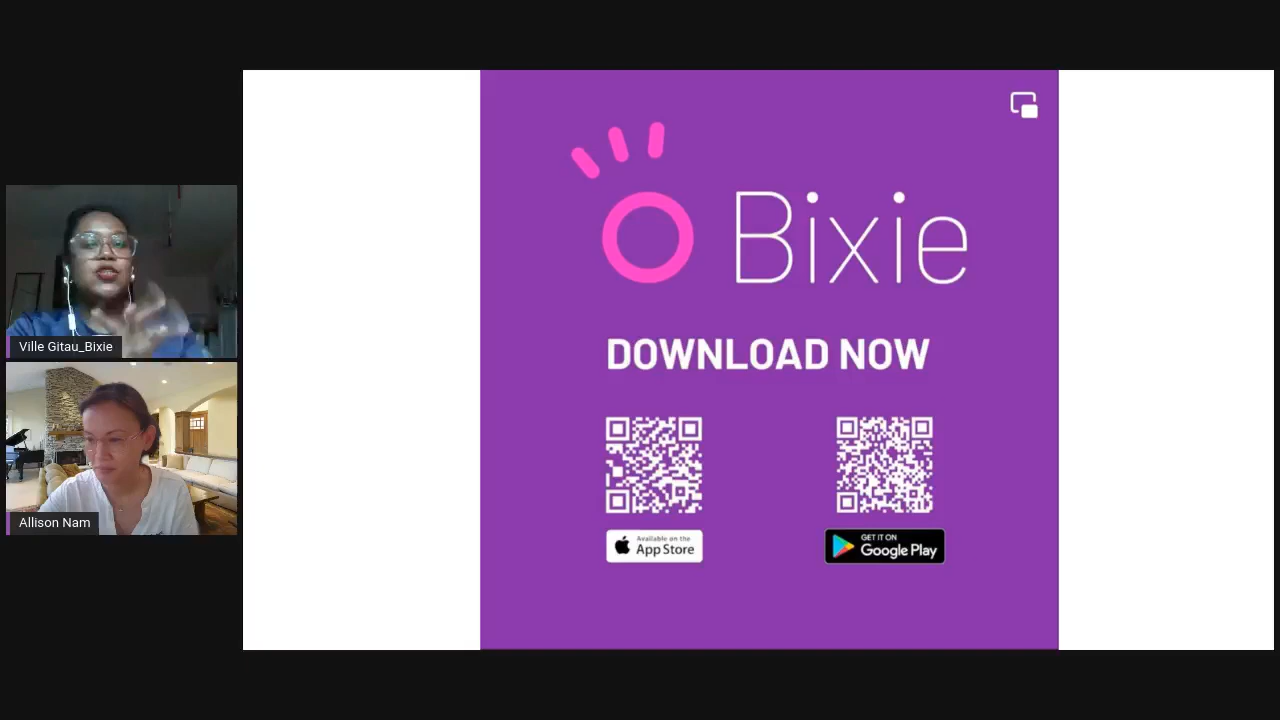 Bixie
DOWNLOAD NOW
Available on the
App Store
GET IT ON
Google Play
Ville Gitau_Bixie
Allison Nam